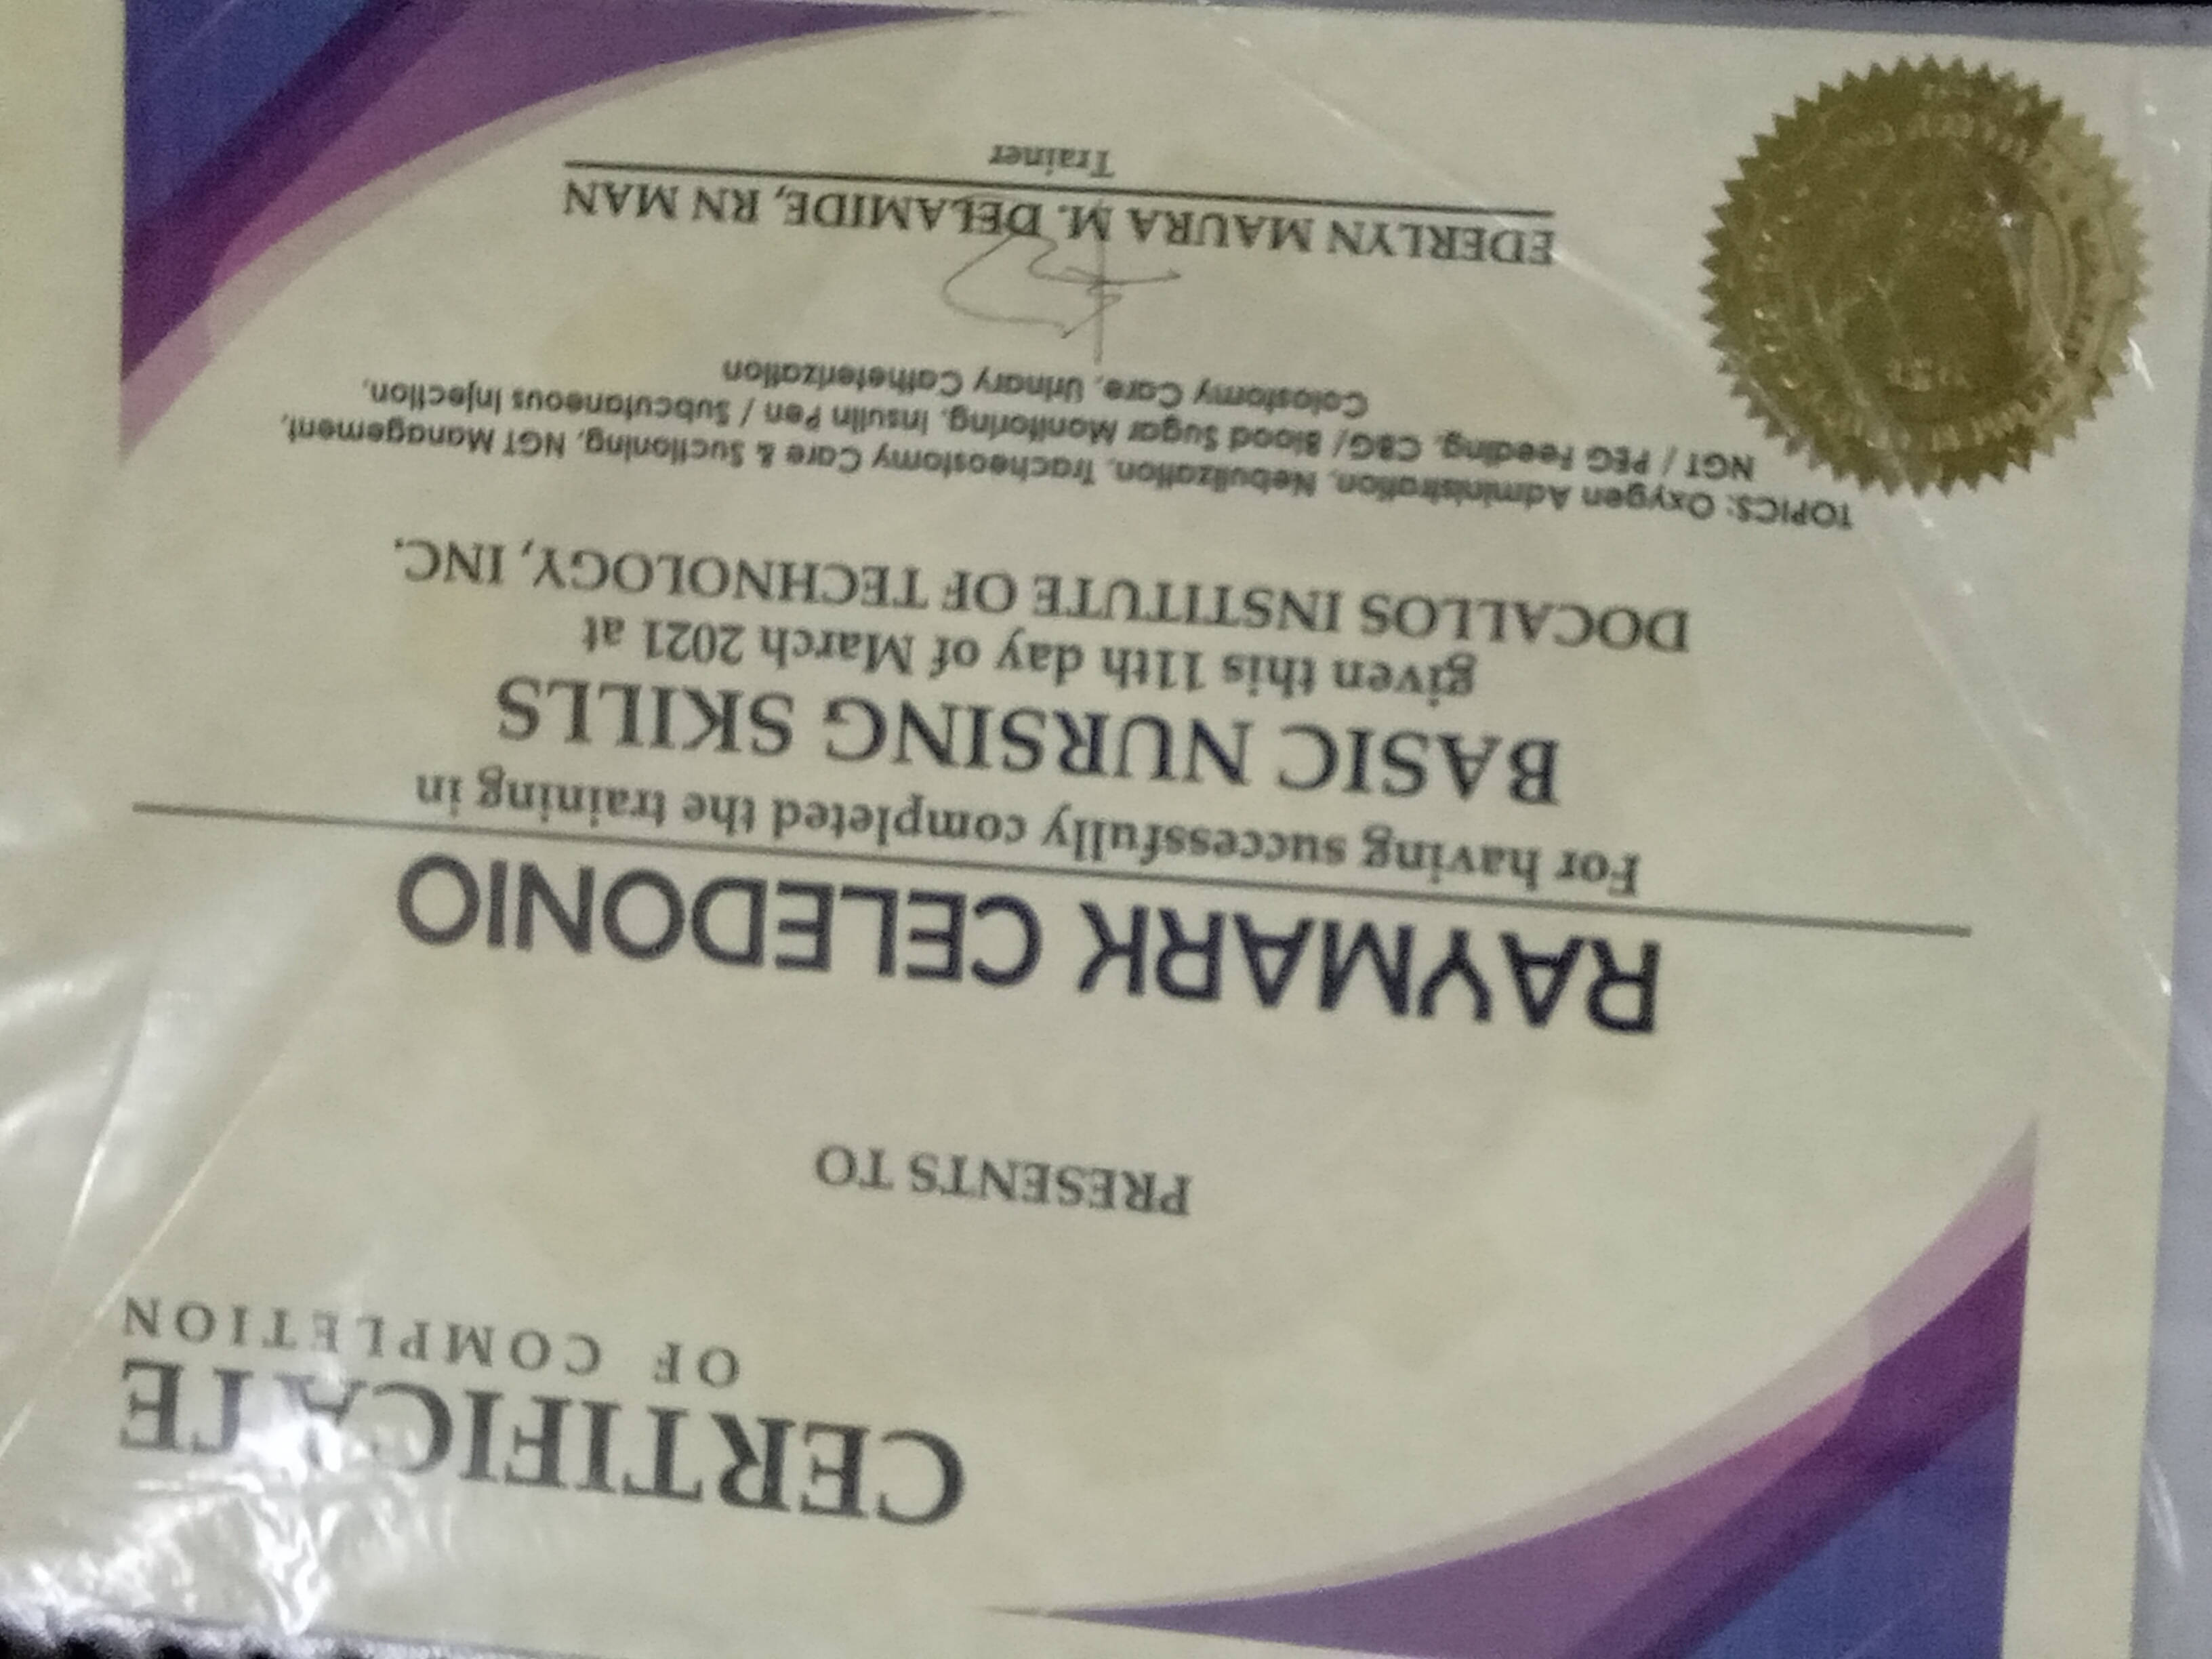 CERTIFICATE
OF COMPLETION
PRESENTS TO
RAYMARK CELEDONIO
For having successfully completed the training in
BASIC NURSING SKILLS
given this 11th day of March 2021 at
DOCALLOS INSTITUTE OF TECHNOLOGY, INC.
TOPICS: Oxygen Administration, Nebulization, Tracheostomy Care & Suctioning, NGT Management,
NGT / PEG Feeding, CBG/ Blood Sugar Monitoring, Insulin Pen / Subcutaneous Injection,
Colostomy Care, Urinary Catheterization
EDERLYN MAURA M. DELAMIDE, RN MAN
Trainer